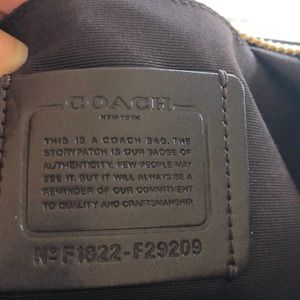 COACH
NEW YORK
THIS IS A COACH BAG. THE
STORYPATCH IS OUR BADGE OF
AUTHENTICITY. FEW PEOPLE MAY
SEE IT. BUT IT WILL ALWAYS BE A
REMINDER OF OUR COMMITMENT
TO QUALITY AND CRAFTSMANSHIP.
Nº F1922-F29209